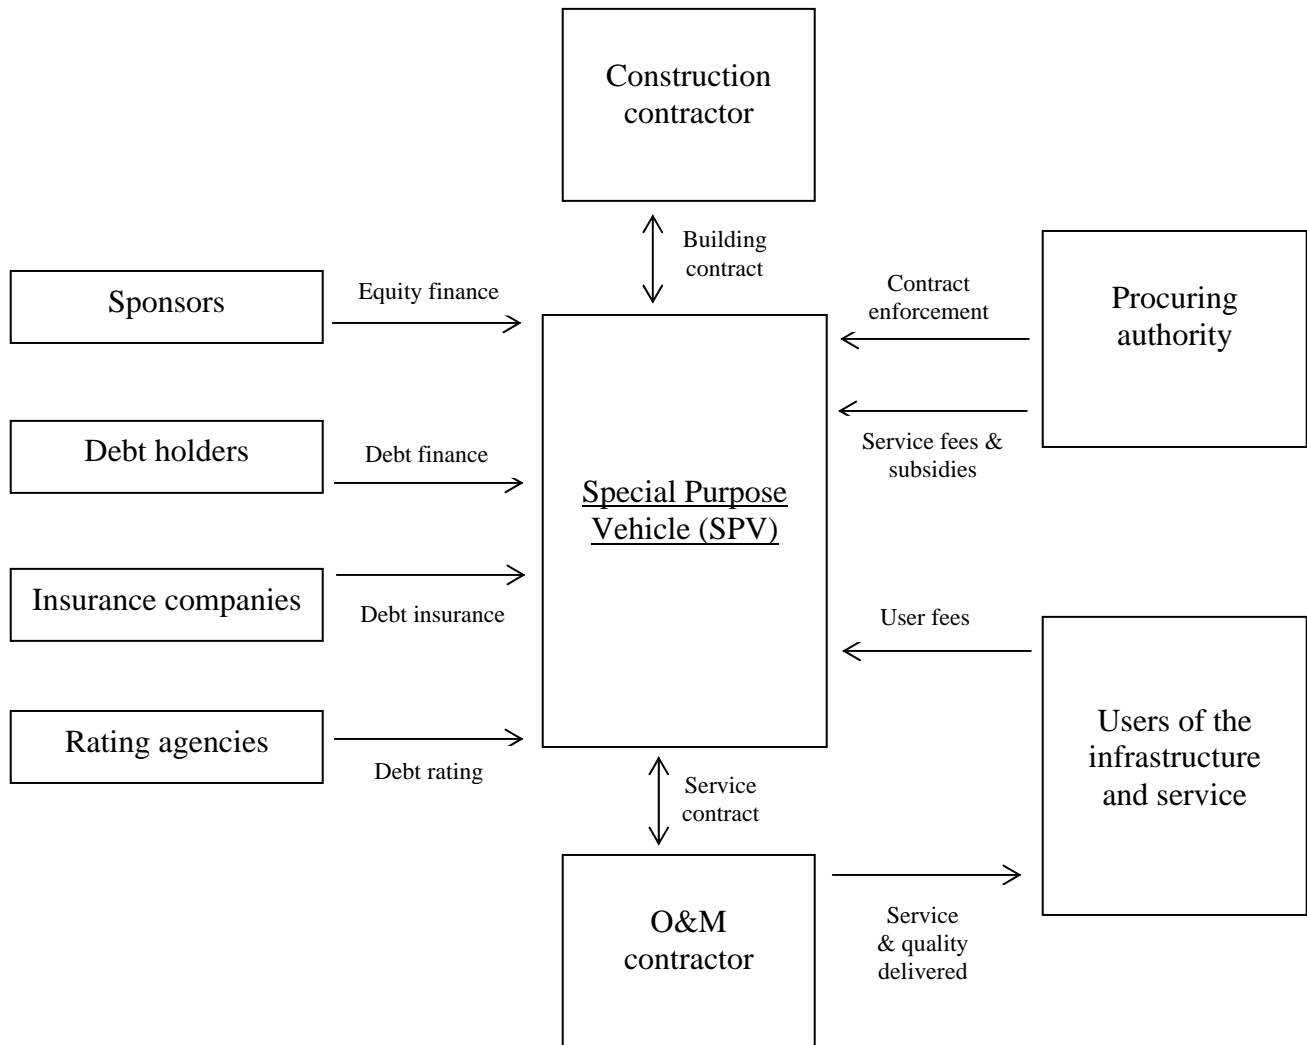 Construction
contractor
Building
contract
Sponsors
Equity finance
Contract
enforcement
Procuring
authority
Debt holders
Debt finance
Service fees &
subsidies
Special Purpose
Vehicle (SPV)
Insurance companies
Debt insurance
User fees
Rating agencies
Debt rating
Users of the
infrastructure
and service
Service
contract
O&M
contractor
Service
& quality
delivered